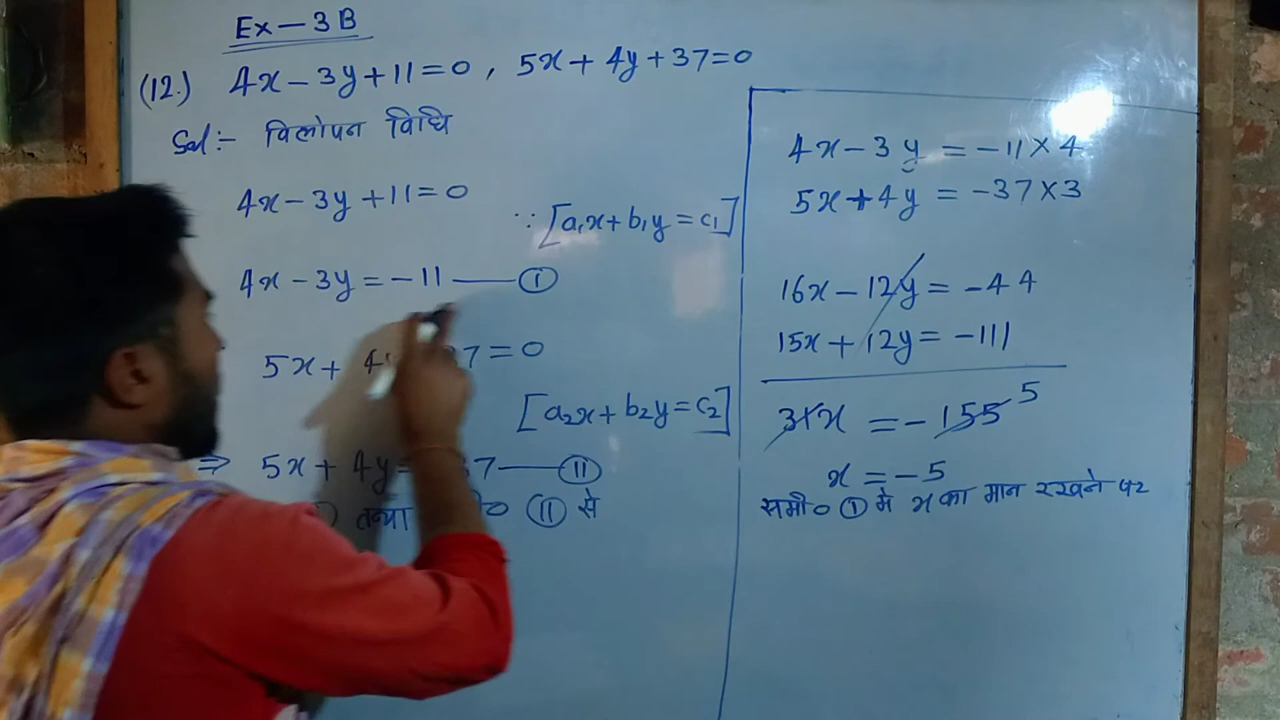 Ex-3B
(12.) 4x-3y+11=0, 5x+4y+37=0
Sol:- विलोपन विधि
4x-3y+11=0
∵ [a₁x+b₁y=c₁]
4x-3y=-11 —— ①
5x+ 4 37=0
[a₂x+b₂y=c₂]
⇒ 5x+4y= 37 —— ⑪
तथा ⑪ से
4x-3y = -11×4
5x+4y = -37×3
16x-12y = -44
15x+12y = -111
31x = -155 5
x = -5
समी० ① मे x का मान रखने पर